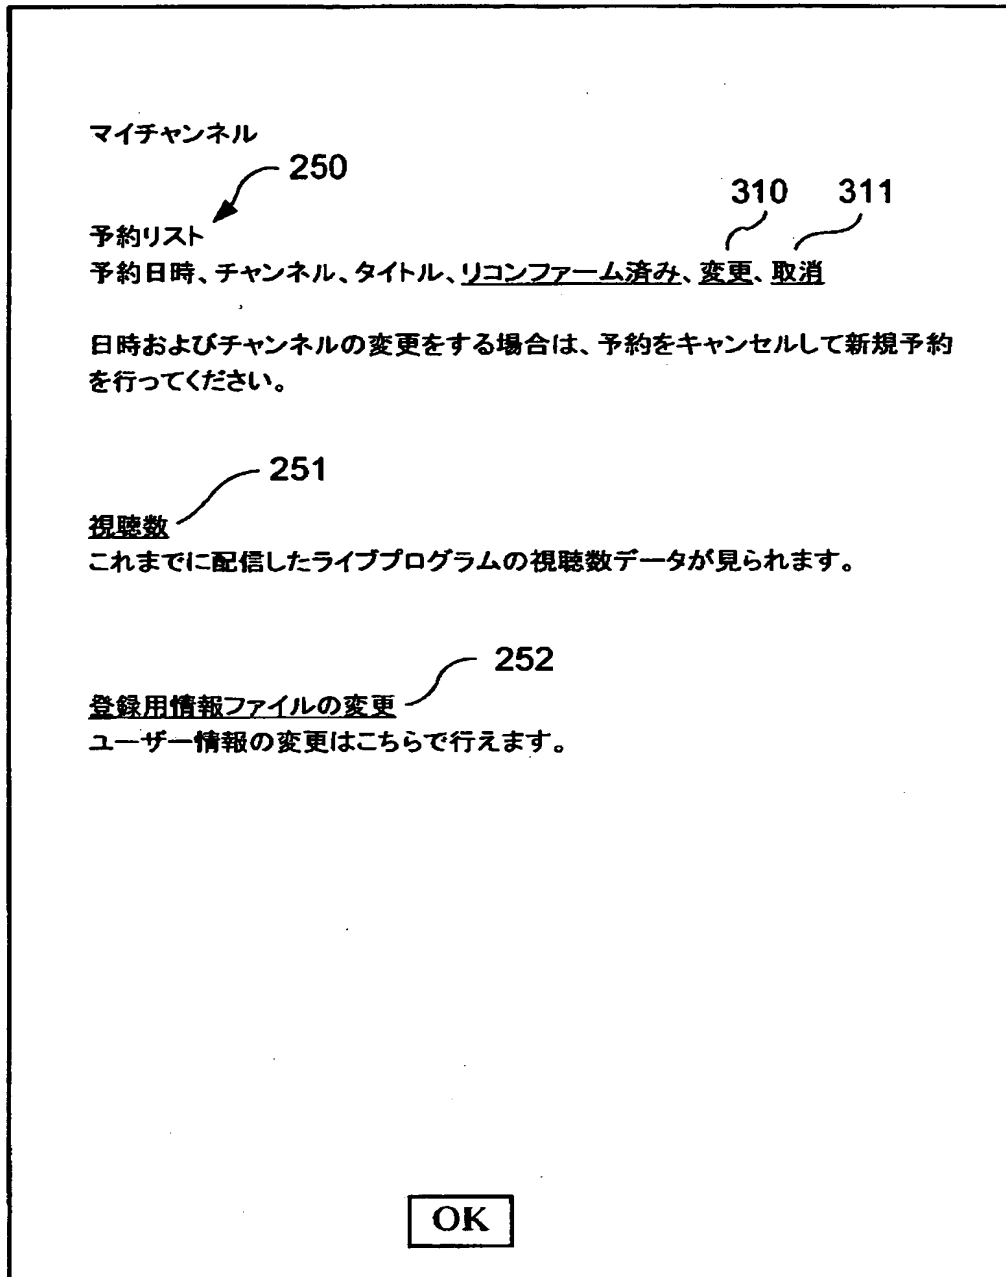 マイチャンネル
250
310 311
予約リスト
予約日時、チャンネル、タイトル、リコンファーム済み、変更、取消
日時およびチャンネルの変更をする場合は、予約をキャンセルして新規予約
を行ってください。
251
視聴数
これまでに配信したライブプログラムの視聴数データが見られます。
252
登録用情報ファイルの変更
ユーザー情報の変更はこちらで行えます。
OK